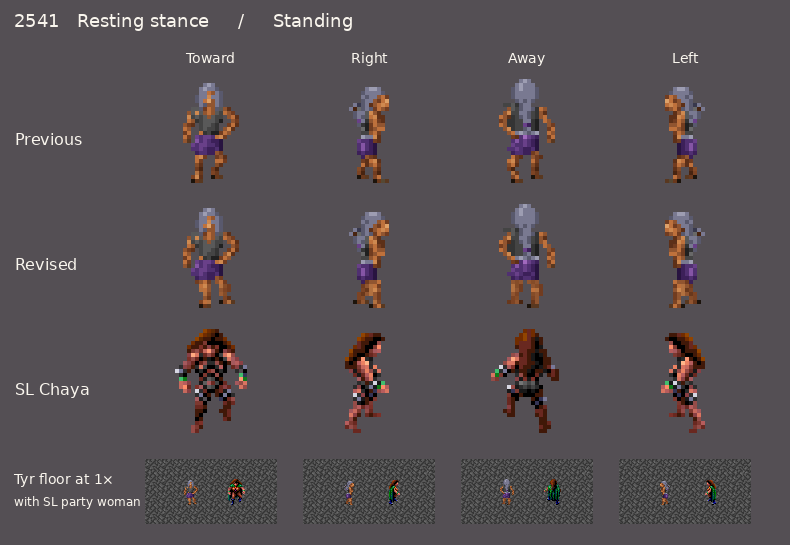 2541 Resting stance / Standing
Toward Right Away Left
Previous
Revised
SL Chaya
Tyr floor at 1×
with SL party woman